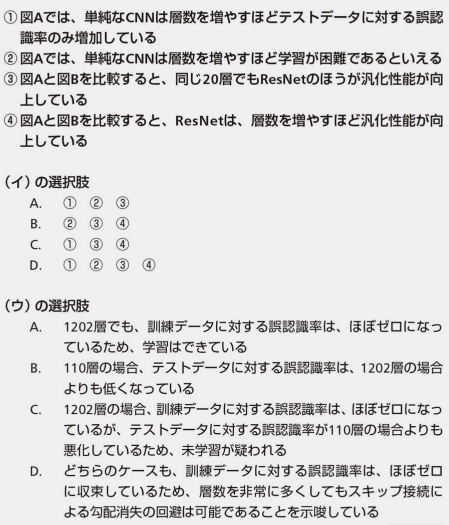 ①図Aでは、単純なCNNは層数を増やすほどテストデータに対する誤認
識率のみ増加している
②図Aでは、単純なCNNは層数を増やすほど学習が困難であるといえる
③図Aと図Bを比較すると、同じ20層でもResNetのほうが汎化性能が向
上している
④図Aと図Bを比較すると、ResNetは、層数を増やすほど汎化性能が向
上している
(イ)の選択肢
A. ① ② ③
B. ② ③ ④
C. ① ③ ④
D. ① ② ③ ④
(ウ)の選択肢
A. 1202層でも、訓練データに対する誤認識率は、ほぼゼロになっ
ているため、学習はできている
B. 110層の場合、テストデータに対する誤認識率は、1202層の場合
よりも低くなっている
C. 1202層の場合、訓練データに対する誤認識率は、ほぼゼロになっ
ているが、テストデータに対する誤認識率が110層の場合よりも
悪化しているため、未学習が疑われる
D. どちらのケースも、訓練データに対する誤認識率は、ほぼゼロ
に収束しているため、層数を非常に多くしてもスキップ接続に
よる勾配消失の回避は可能であることを示唆している